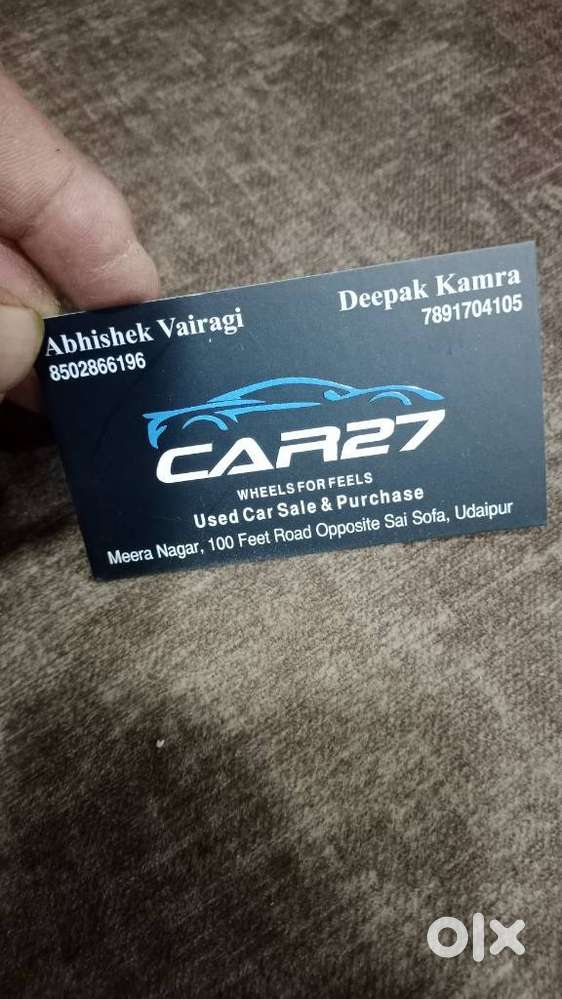 Abhishek Vairagi
8502866196
Deepak Kamra
7891704105
CAR27
WHEELS FOR FEELS
Used Car Sale & Purchase
Meera Nagar, 100 Feet Road Opposite Sai Sofa, Udaipur
olx